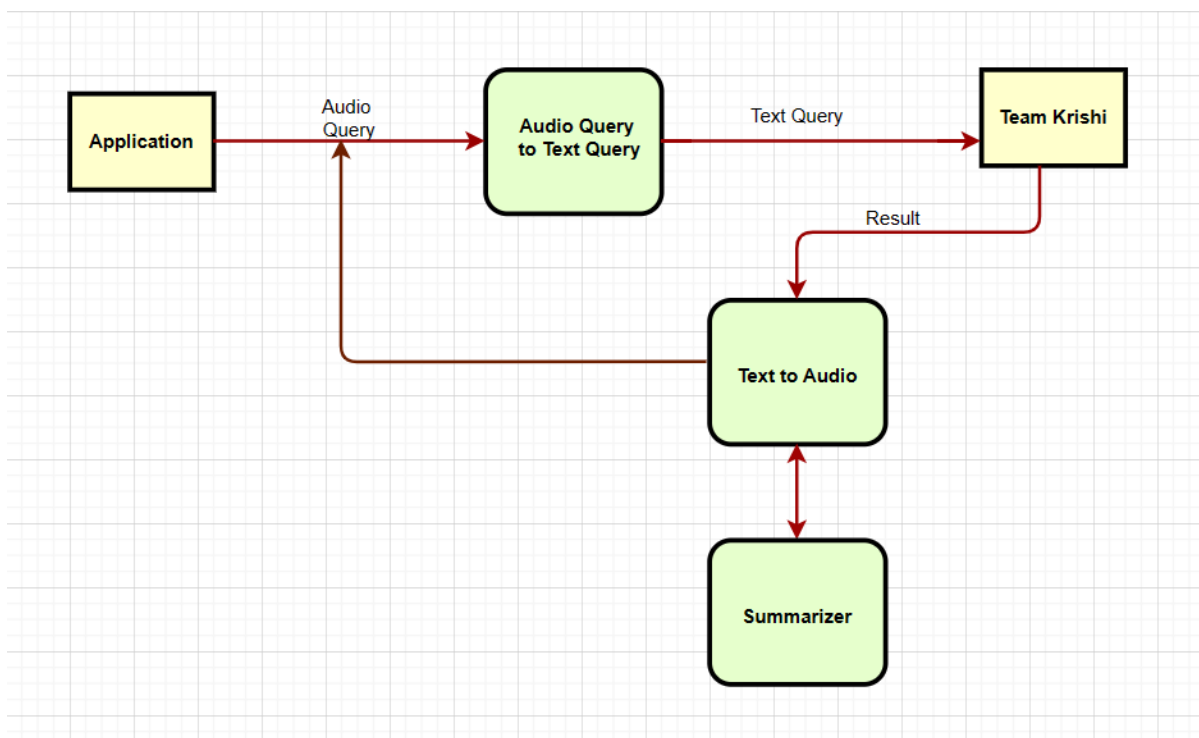 Application
Audio
Query
Audio Query
to Text Query
Text Query
Team Krishi
Result
Text to Audio
Summarizer